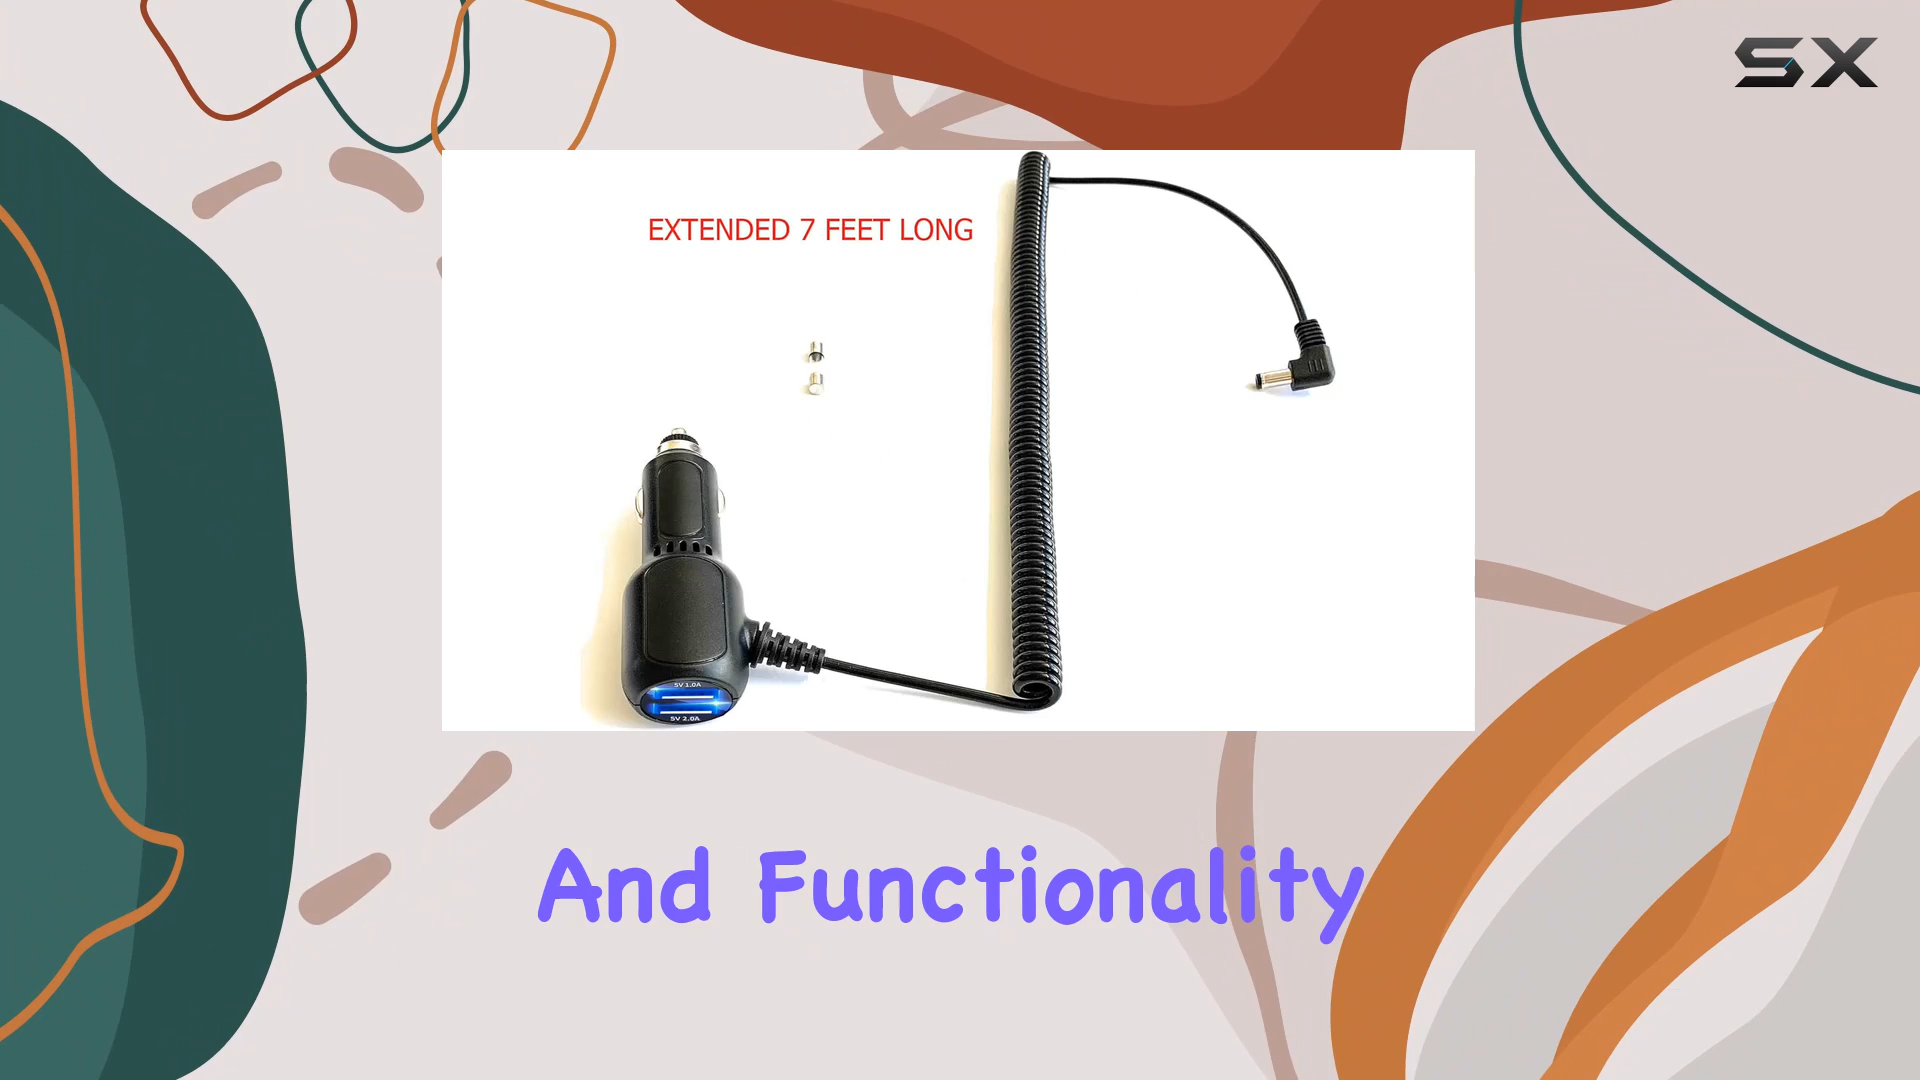 SX
EXTENDED 7 FEET LONG
5V 1.0A
5V 2.0A
And Functionality